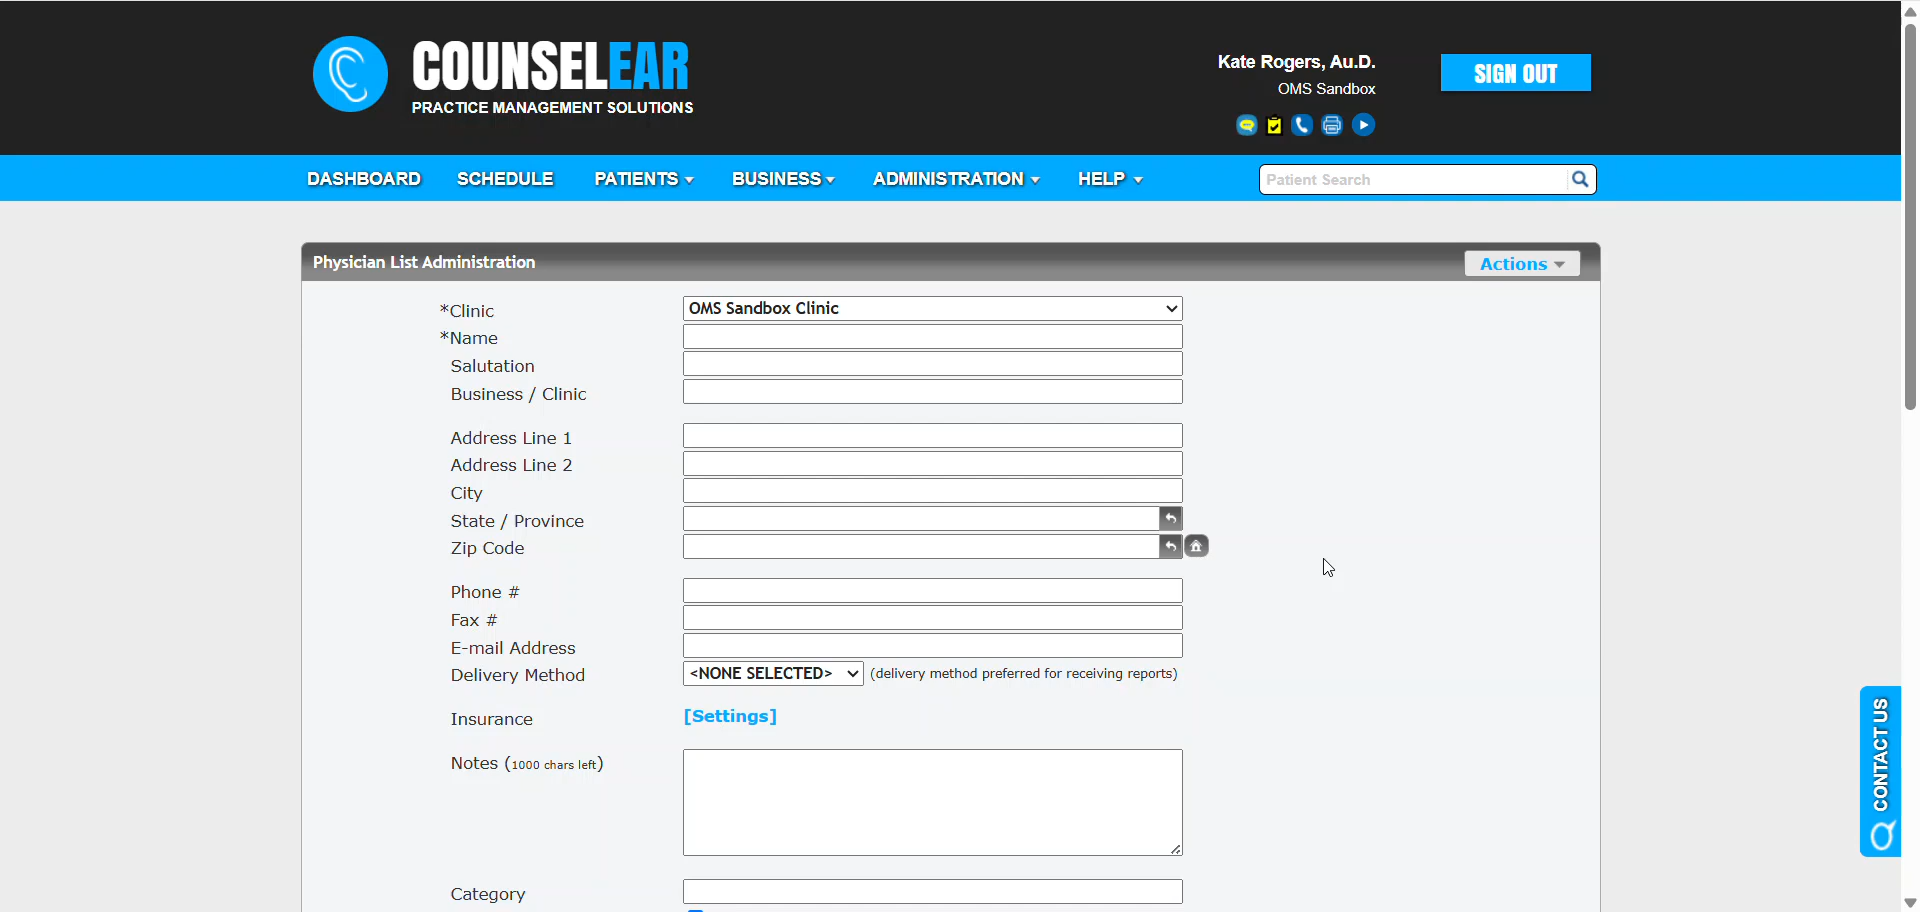 COUNSELEAR
PRACTICE MANAGEMENT SOLUTIONS
Kate Rogers, Au.D.
OMS Sandbox
SIGN OUT
DASHBOARD SCHEDULE PATIENTS BUSINESS ADMINISTRATION HELP Patient Search
Physician List Administration Actions
*Clinic OMS Sandbox Clinic
*Name
Salutation
Business / Clinic
Address Line 1
Address Line 2
City
State / Province
Zip Code
Phone #
Fax #
E-mail Address
Delivery Method <NONE SELECTED> (delivery method preferred for receiving reports)
Insurance [Settings]
Notes (1000 chars left)
Category
CONTACT US